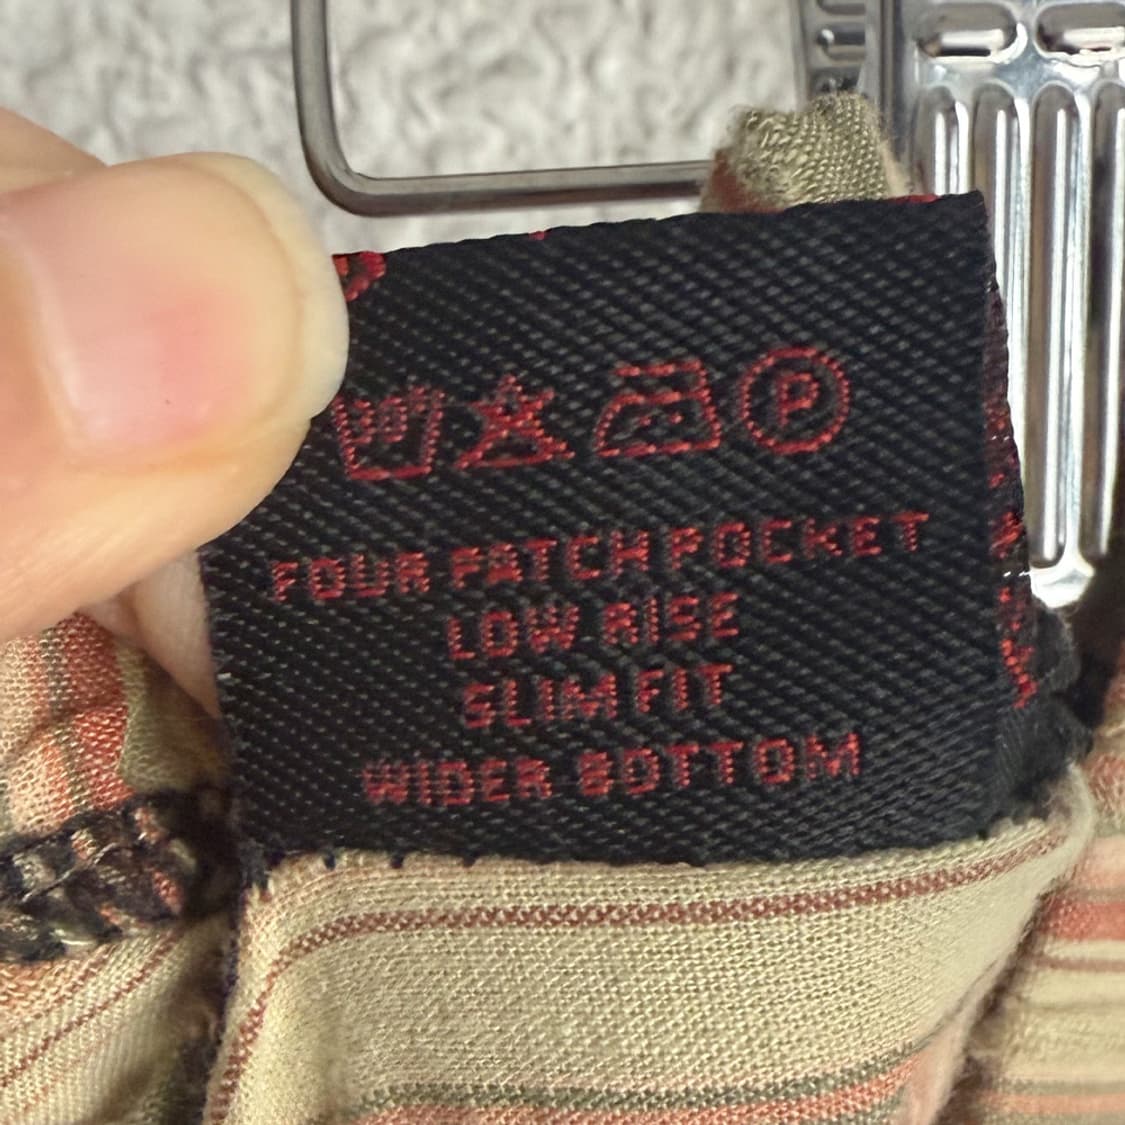 P
FOUR PATCH POCKET
LOW RISE
SLIM FIT
WIDER BOTTOM